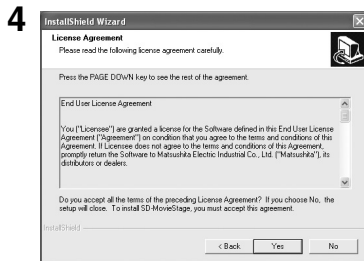 4
InstallShield Wizard
License Agreement
Please read the following license agreement carefully.
Press the PAGE DOWN key to see the rest of the agreement.
End User License Agreement
You ("Licensee") are granted a license for the Software defined in this End User License
Agreement ("Agreement") on condition that you agree to the terms and conditions of this
Agreement. If Licensee does not agree to the terms and conditions of this Agreement,
promptly return the Software to Matsushita Electric Industrial Co., Ltd. ("Matsushita"), its
distributors or dealers.
Do you accept all the terms of the preceding License Agreement? If you choose No, the
setup will close. To install SD-MovieStage, you must accept this agreement.
InstallShield
< Back Yes No